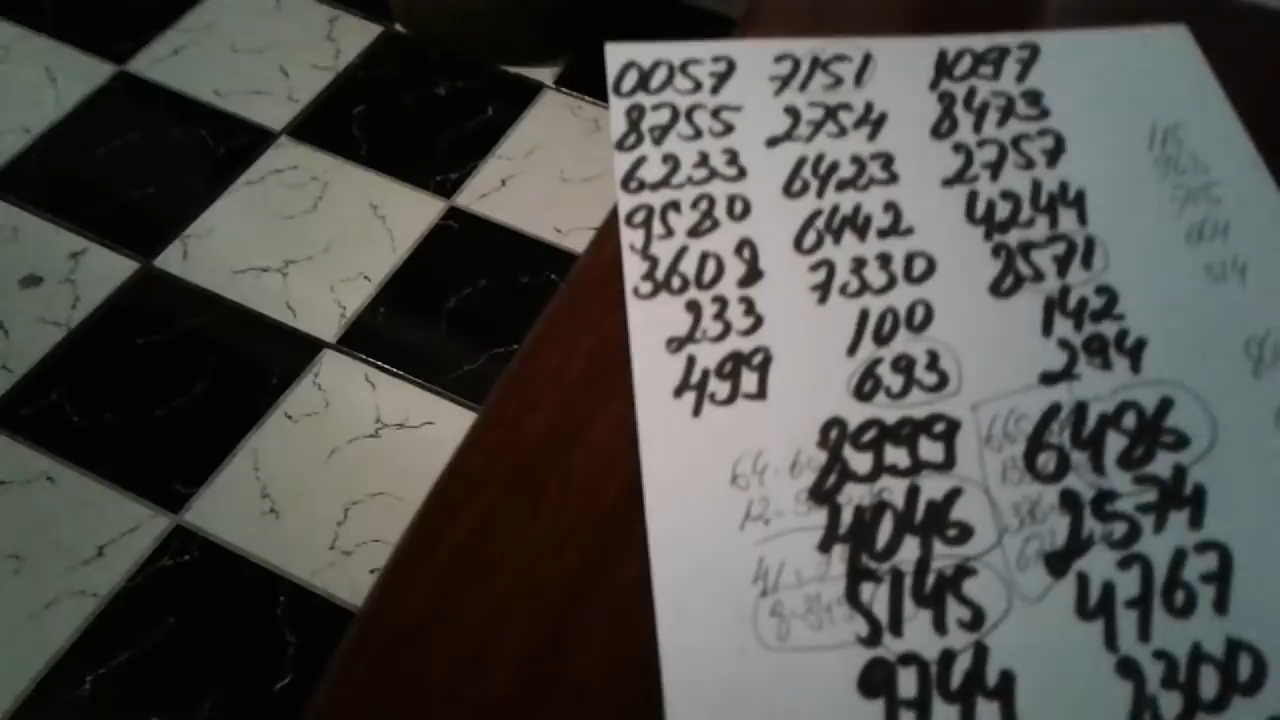 0057 7151 1097
8755 2754 8473
6233 6423 2757
9580 6442 4244
3608 7330 8571
233 100 142
499 693 294
8999 6486
4046 2574
5145 4767
9744 2300